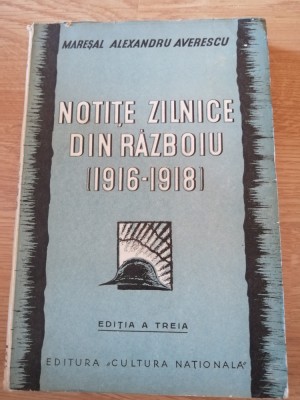 MAREȘAL ALEXANDRU AVERESCU
NOTIȚE ZILNICE
DIN RĂZBOIU
(1916-1918)
EDIȚIA A TREIA
EDITURA „CULTURA NAȚIONALĂ"